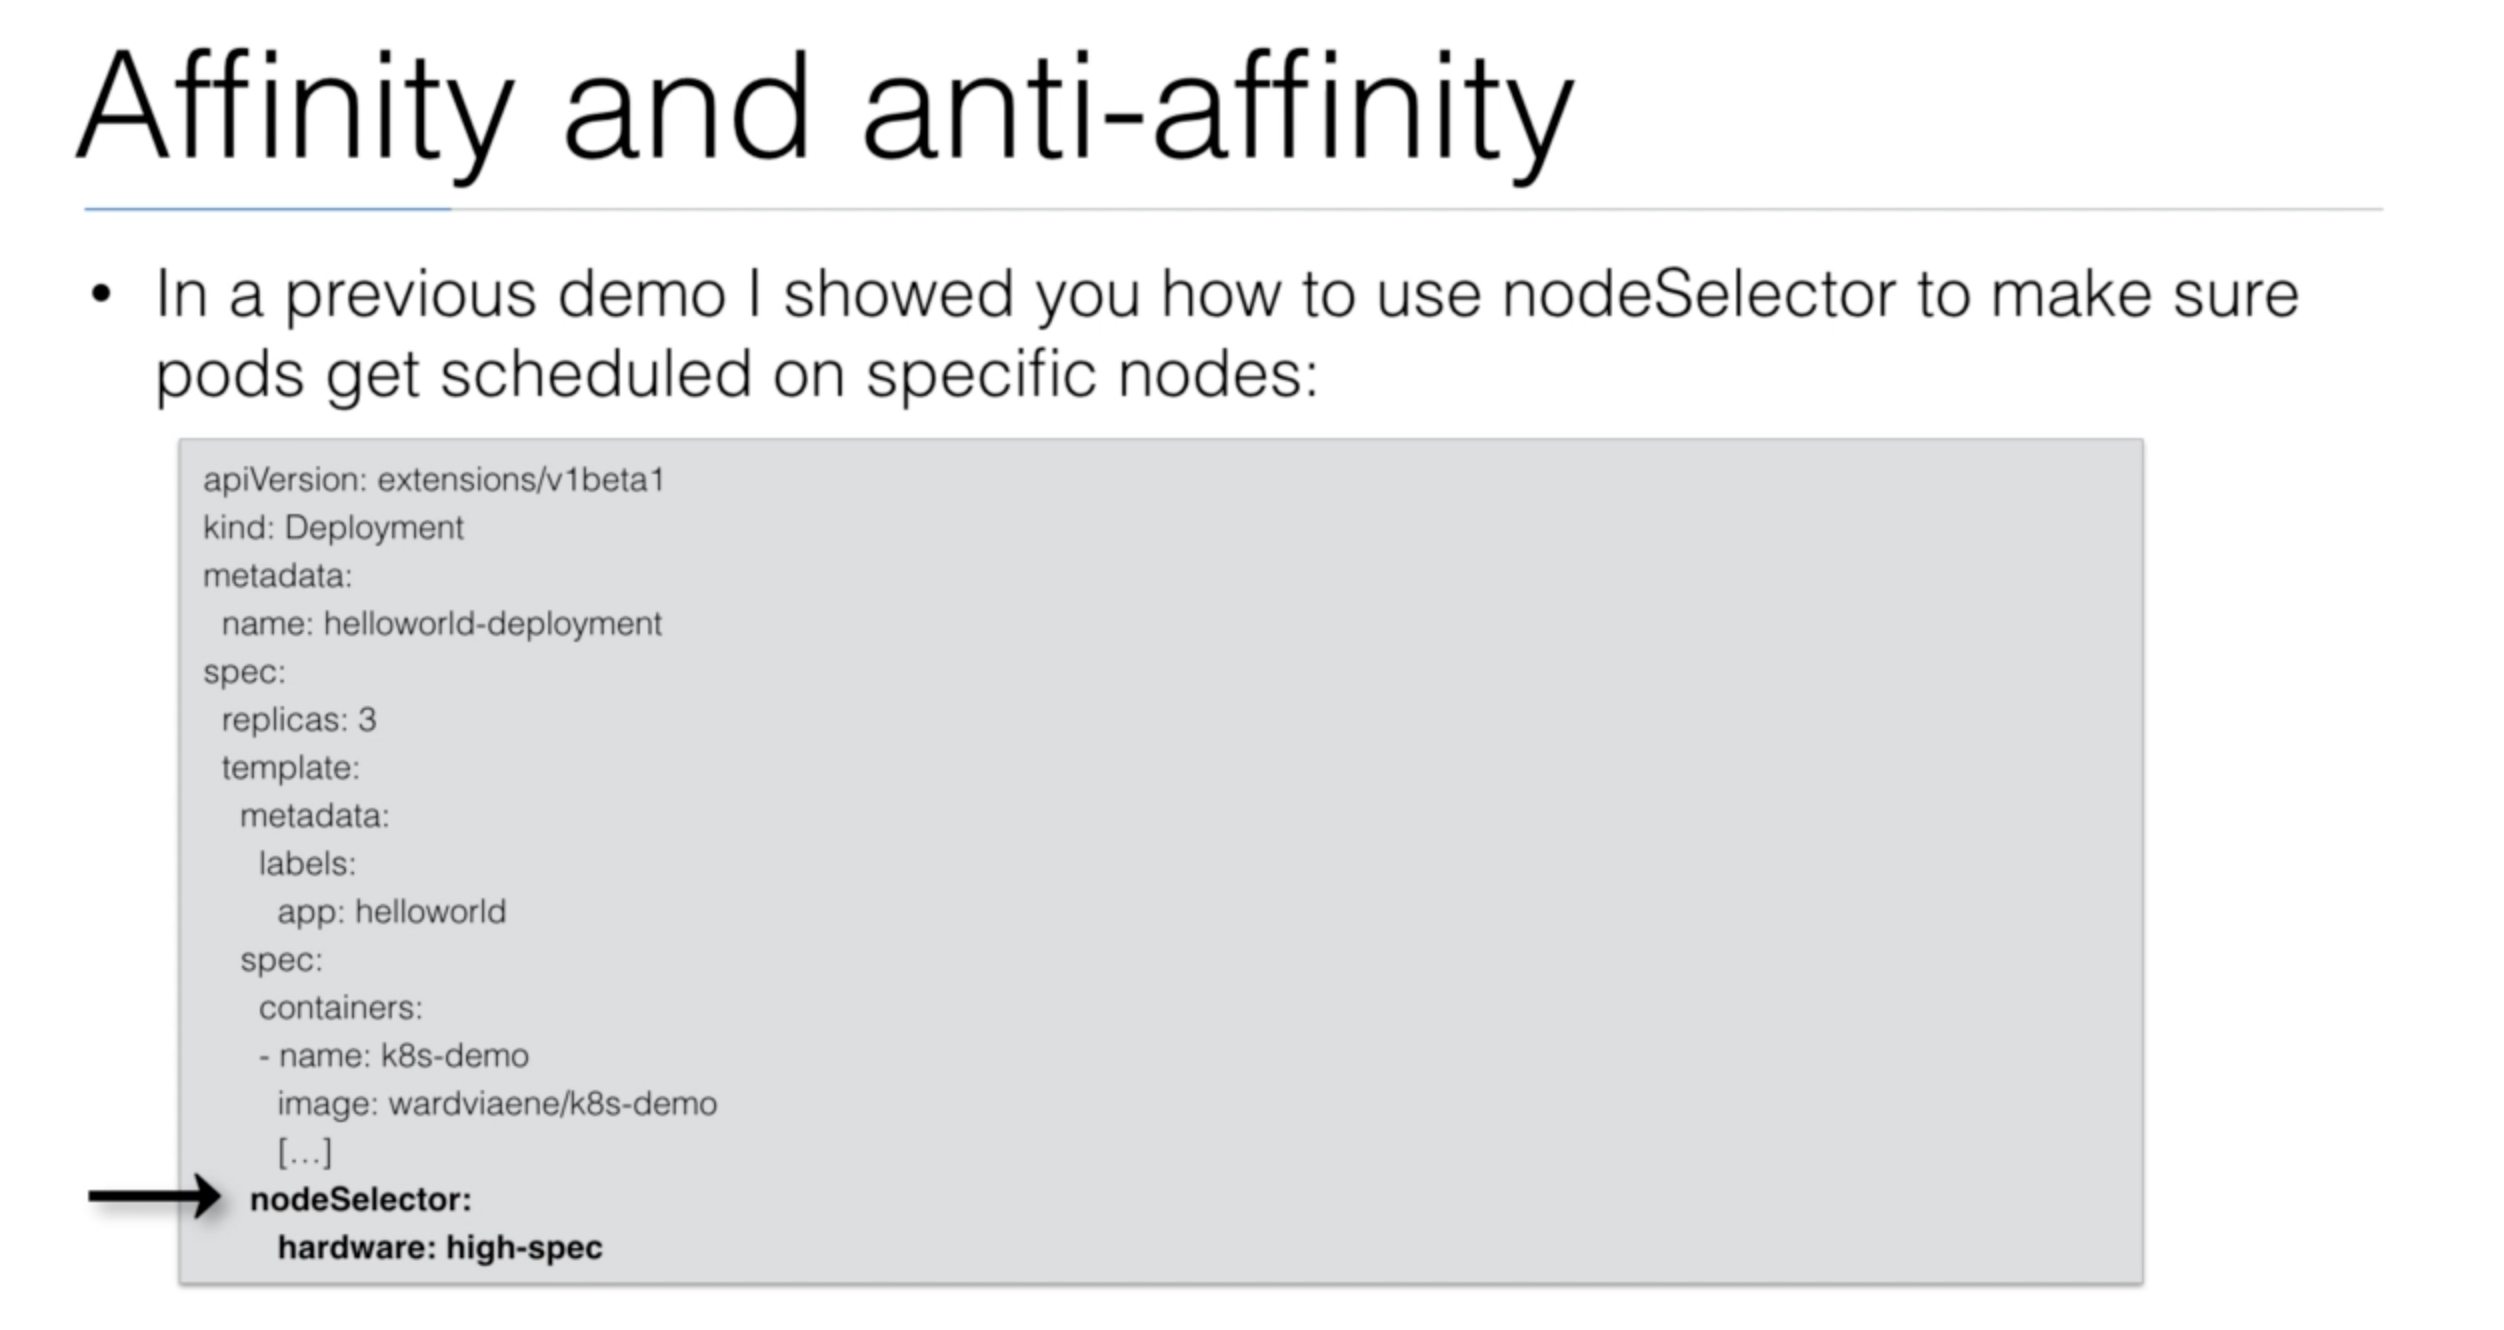 Affinity and anti-affinity
• In a previous demo I showed you how to use nodeSelector to make sure
pods get scheduled on specific nodes:
apiVersion: extensions/v1beta1
kind: Deployment
metadata:
  name: helloworld-deployment
spec:
  replicas: 3
  template:
    metadata:
      labels:
        app: helloworld
    spec:
      containers:
      - name: k8s-demo
        image: wardviaene/k8s-demo
        [...]
     nodeSelector:
        hardware: high-spec